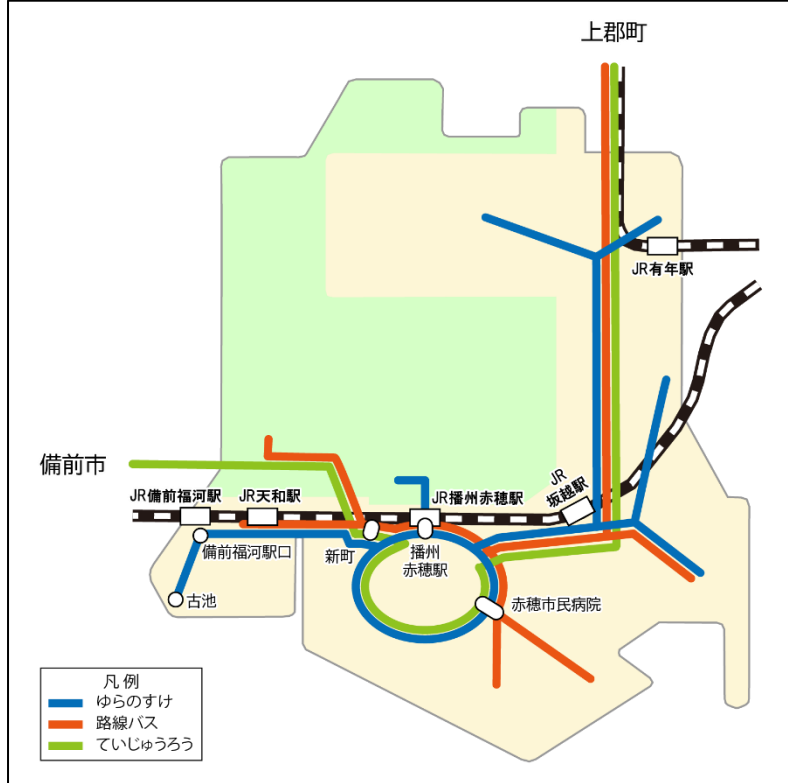 上郡町
JR有年駅
備前市
JR備前福河駅
JR天和駅
JR播州赤穂駅
JR
坂越駅
備前福河駅口
新町
播州
赤穂駅
古池
赤穂市民病院
凡例
ゆらのすけ
路線バス
ていじゅうろう